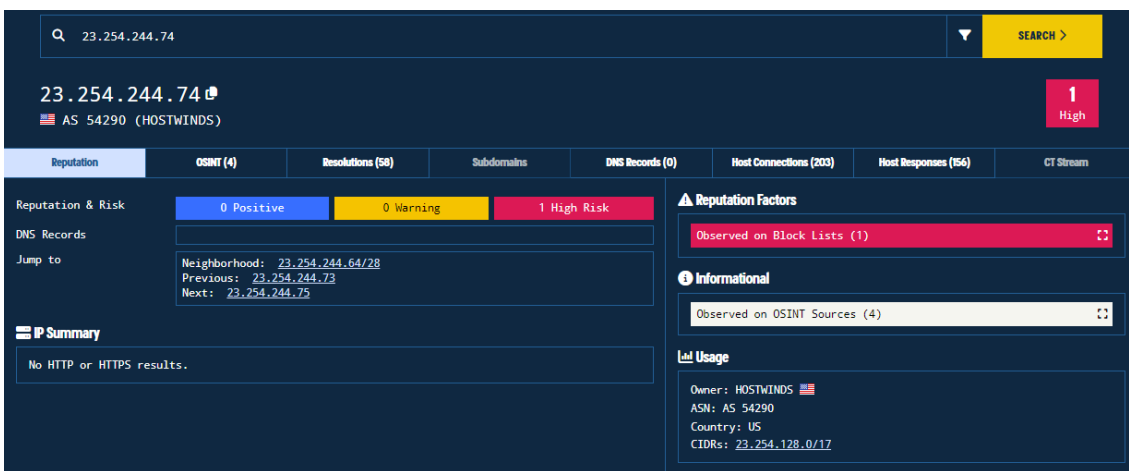 23.254.244.74
SEARCH >
23.254.244.74
AS 54290 (HOSTWINDS)
1
High
Reputation
OSINT (4)
Resolutions (58)
Subdomains
DNS Records (0)
Host Connections (203)
Host Responses (156)
CT Stream
Reputation & Risk
0 Positive
0 Warning
1 High Risk
DNS Records
Jump to
Neighborhood: 23.254.244.64/28
Previous: 23.254.244.73
Next: 23.254.244.75
IP Summary
No HTTP or HTTPS results.
Reputation Factors
Observed on Block Lists (1)
Informational
Observed on OSINT Sources (4)
Usage
Owner: HOSTWINDS
ASN: AS 54290
Country: US
CIDRs: 23.254.128.0/17